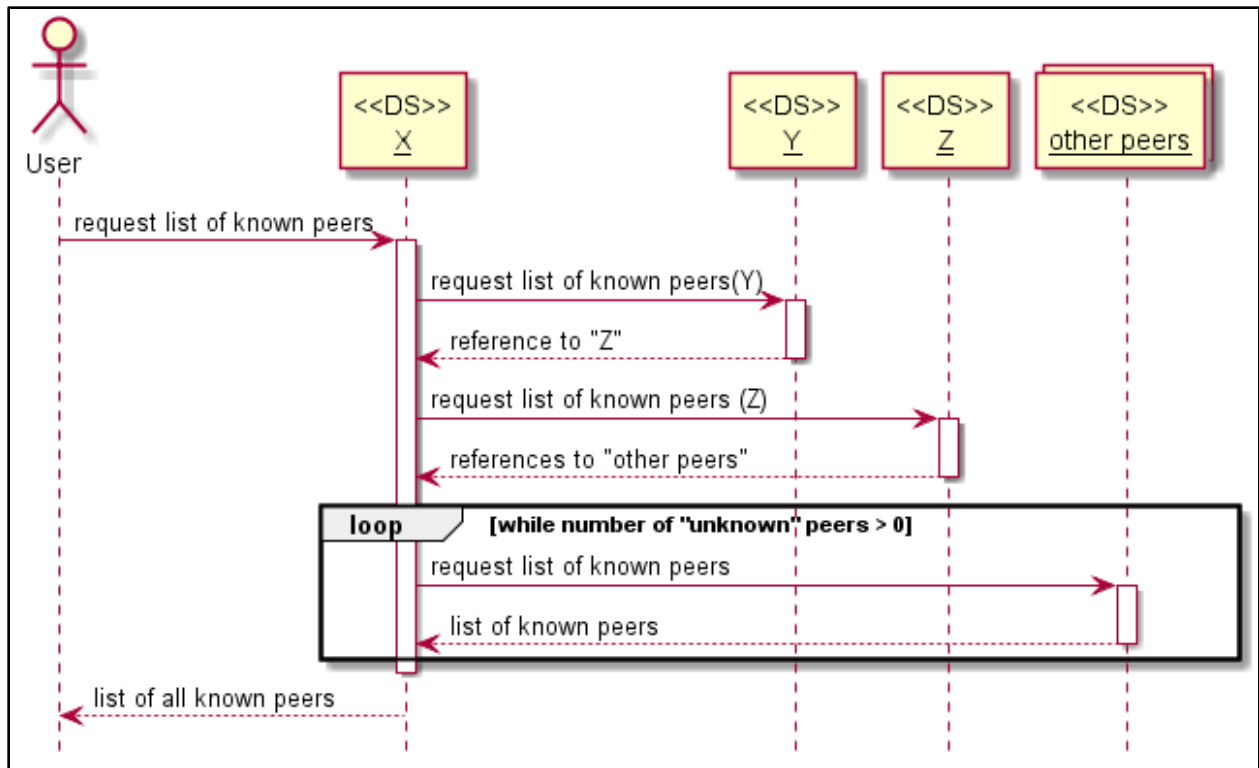 User
<<DS>>
X
<<DS>>
Y
<<DS>>
Z
<<DS>>
other peers
request list of known peers
request list of known peers(Y)
reference to "Z"
request list of known peers (Z)
references to "other peers"
loop [while number of "unknown" peers > 0]
request list of known peers
list of known peers
list of all known peers